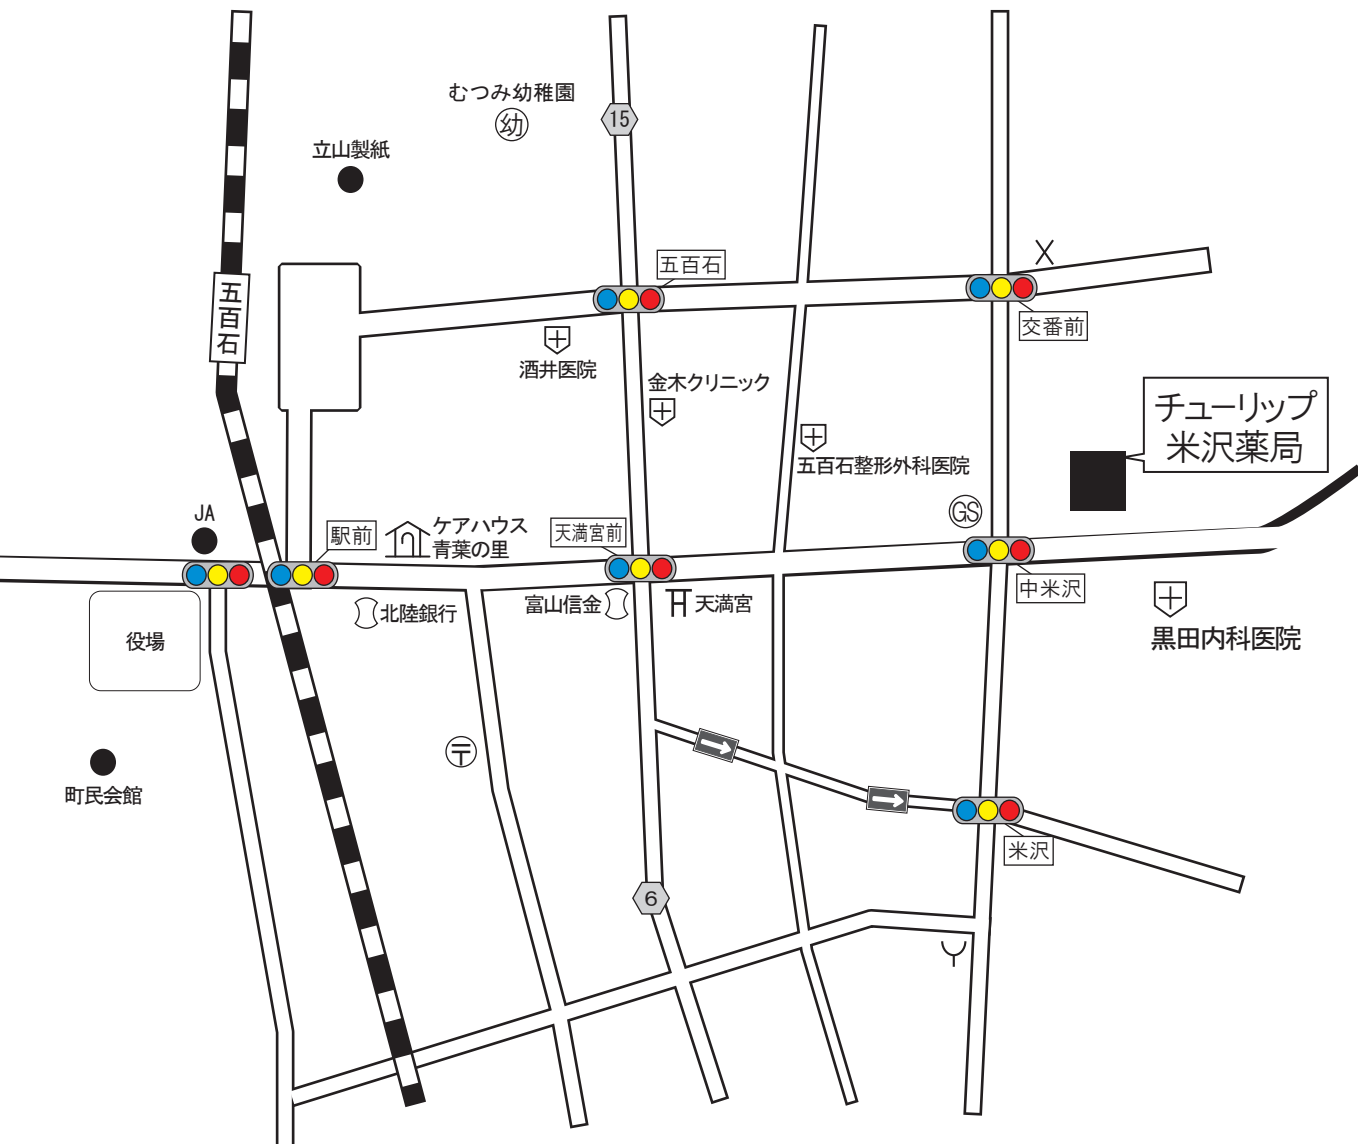 むつみ幼稚園
幼
15
立山製紙
五百石
五百石
交番前
酒井医院
金木クリニック
チューリップ
米沢薬局
五百石整形外科医院
JA
駅前
ケアハウス
青葉の里
天満宮前
GS
中米沢
役場
北陸銀行
富山信金
天満宮
黒田内科医院
〒
町民会館
米沢
6